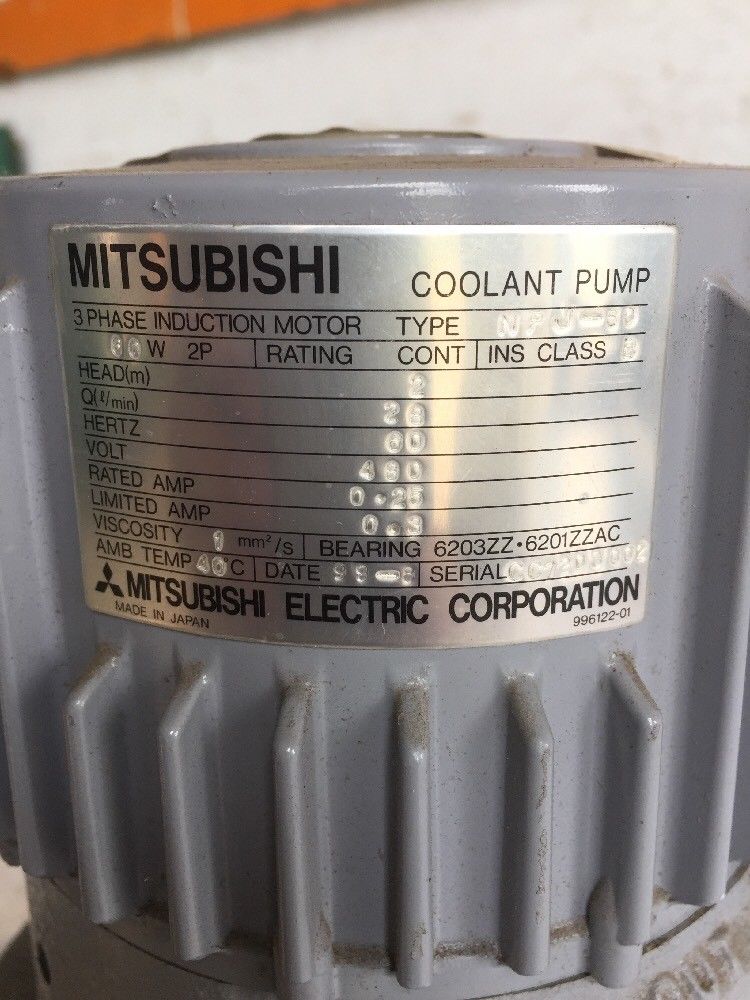 MITSUBISHI COOLANT PUMP
3 PHASE INDUCTION MOTOR TYPE
60 W 2P RATING CONT INS CLASS
HEAD(m) 2
Q(ℓ/min)
HERTZ 60
VOLT 460
RATED AMP 0.25
LIMITED AMP 0.3
VISCOSITY 1 mm²/s BEARING 6203ZZ·6201ZZAC
AMB TEMP 40°C DATE SERIAL
MITSUBISHI ELECTRIC CORPORATION
MADE IN JAPAN 996122-01